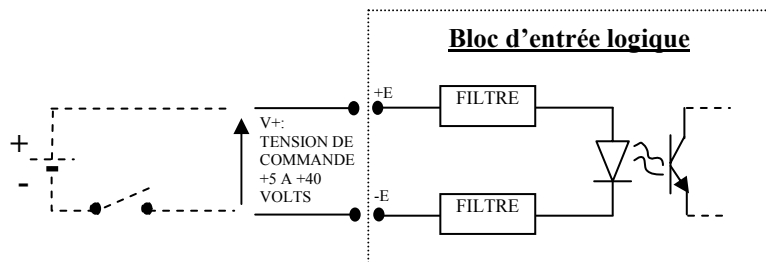 Bloc d'entrée logique
+
-
V+:
TENSION DE
COMMANDE
+5 A +40
VOLTS
+E
FILTRE
-E
FILTRE